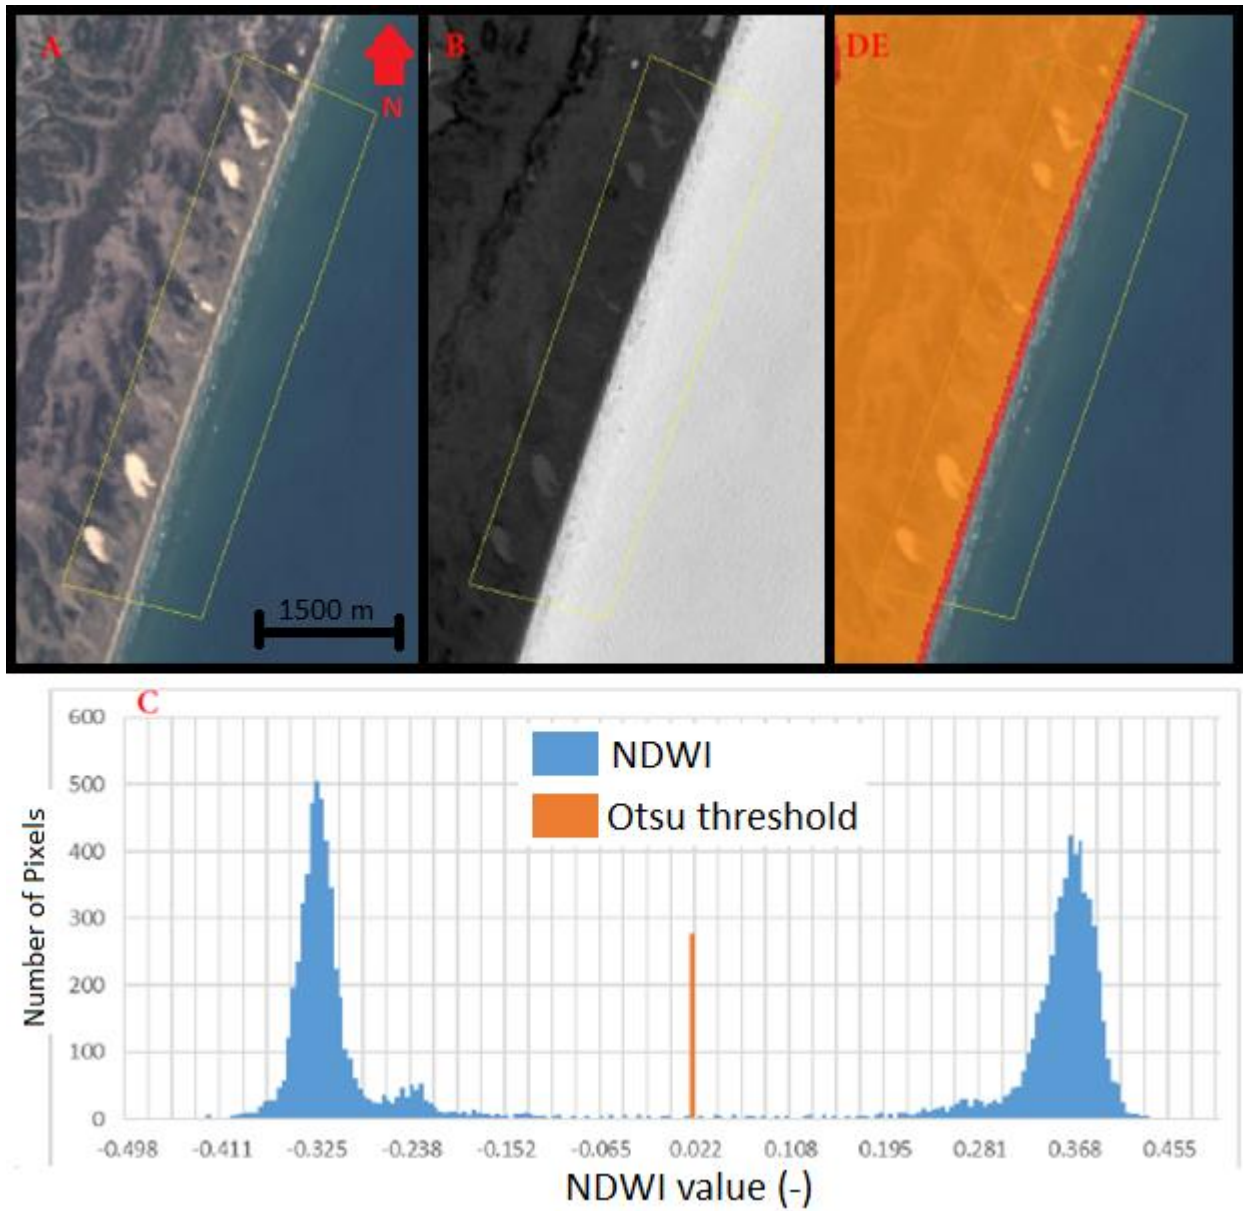 A
N
1500 m
B
DE
C
600
500
400
300
200
100
0
Number of Pixels
NDWI
Otsu threshold
-0.498 -0.411 -0.325 -0.238 -0.152 -0.065 0.022 0.108 0.195 0.281 0.368 0.455
NDWI value (-)